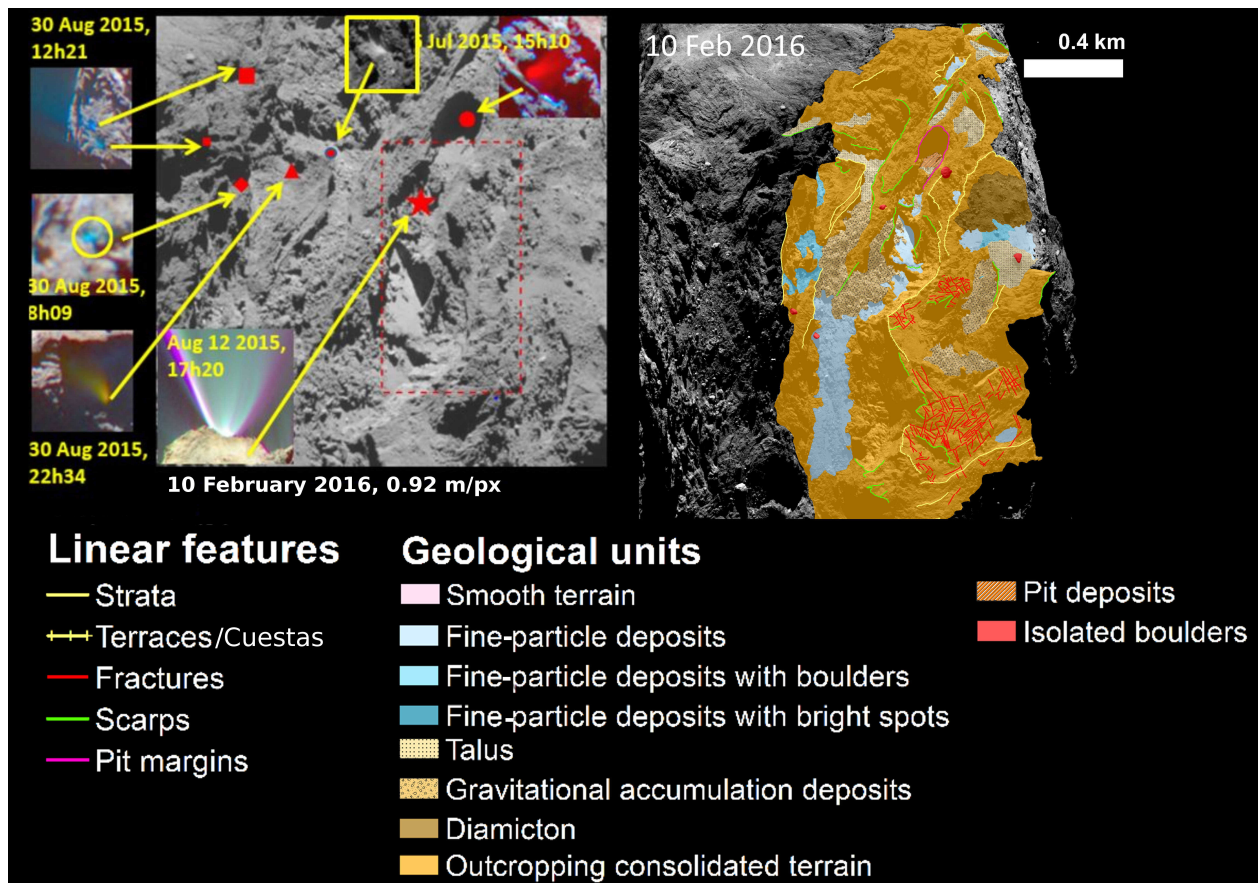 30 Aug 2015,
12h21
Jul 2015, 15h10
30 Aug 2015,
8h09
Aug 12 2015,
17h20
30 Aug 2015,
22h34
10 February 2016, 0.92 m/px
10 Feb 2016
0.4 km
Linear features
Strata
Terraces/Cuestas
Fractures
Scarps
Pit margins
Geological units
Smooth terrain
Fine-particle deposits
Fine-particle deposits with boulders
Fine-particle deposits with bright spots
Talus
Gravitational accumulation deposits
Diamicton
Outcropping consolidated terrain
Pit deposits
Isolated boulders